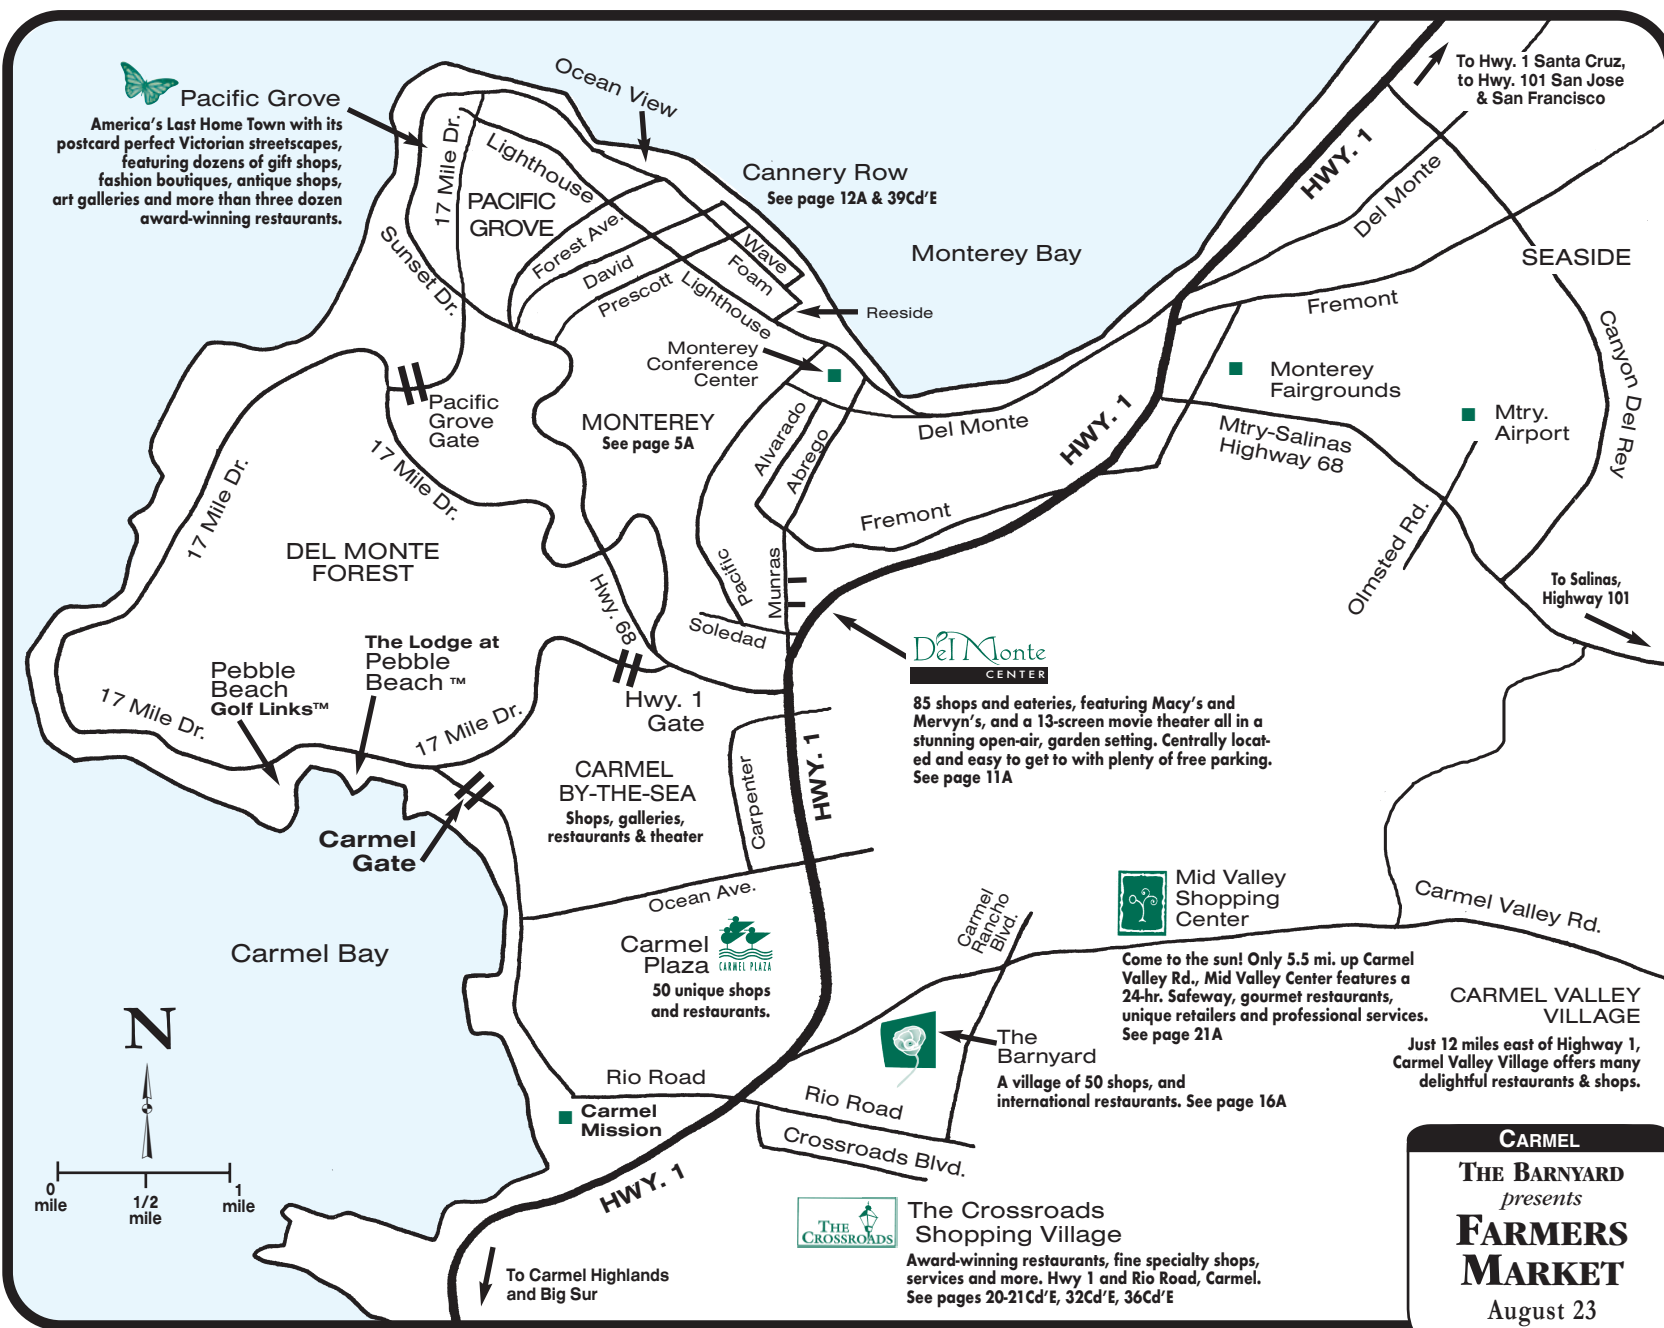 Pacific Grove
America's Last Home Town with its
postcard perfect Victorian streetscapes,
featuring dozens of gift shops,
fashion boutiques, antique shops,
art galleries and more than three dozen
award-winning restaurants.
Ocean View
17 Mile Dr.
Lighthouse
PACIFIC
GROVE
Sunset Dr.
Forest Ave.
David
Prescott
Wave
Foam
Lighthouse
Reeside
Cannery Row
See page 12A & 39Cd'E
Monterey Bay
HWY. 1
To Hwy. 1 Santa Cruz,
to Hwy. 101 San Jose
& San Francisco
Del Monte
SEASIDE
Fremont
Canyon Del Rey
Monterey
Conference
Center
Monterey
Fairgrounds
Mtry.
Airport
Pacific
Grove
Gate
MONTEREY
See page 5A
Alvarado
Abrego
Del Monte
HWY. 1
Mtry-Salinas
Highway 68
17 Mile Dr.
17 Mile Dr.
Fremont
Olmsted Rd.
DEL MONTE
FOREST
Hwy. 68
Pacific
Munras
Soledad
To Salinas,
Highway 101
The Lodge at
Pebble
Beach ™
Pebble
Beach
Golf Links™
17 Mile Dr.
17 Mile Dr.
Hwy. 1
Gate
Del Monte
CENTER
85 shops and eateries, featuring Macy's and
Mervyn's, and a 13-screen movie theater all in a
stunning open-air, garden setting. Centrally locat-
ed and easy to get to with plenty of free parking.
See page 11A
CARMEL
BY-THE-SEA
Shops, galleries,
restaurants & theater
Carpenter
HWY. 1
Carmel
Gate
Ocean Ave.
Carmel
Plaza
CARMEL PLAZA
50 unique shops
and restaurants.
Carmel Bay
Carmel
Rancho
Blvd.
Mid Valley
Shopping
Center
Carmel Valley Rd.
Come to the sun! Only 5.5 mi. up Carmel
Valley Rd., Mid Valley Center features a
24-hr. Safeway, gourmet restaurants,
unique retailers and professional services.
See page 21A
CARMEL VALLEY
VILLAGE
Just 12 miles east of Highway 1,
Carmel Valley Village offers many
delightful restaurants & shops.
The
Barnyard
A village of 50 shops, and
international restaurants. See page 16A
N
0
mile
1/2
mile
1
mile
Rio Road
Carmel
Mission
Rio Road
Crossroads Blvd.
HWY. 1
To Carmel Highlands
and Big Sur
THE
CROSSROADS
The Crossroads
Shopping Village
Award-winning restaurants, fine specialty shops,
services and more. Hwy 1 and Rio Road, Carmel.
See pages 20-21Cd'E, 32Cd'E, 36Cd'E
CARMEL
THE BARNYARD
presents
FARMERS
MARKET
August 23